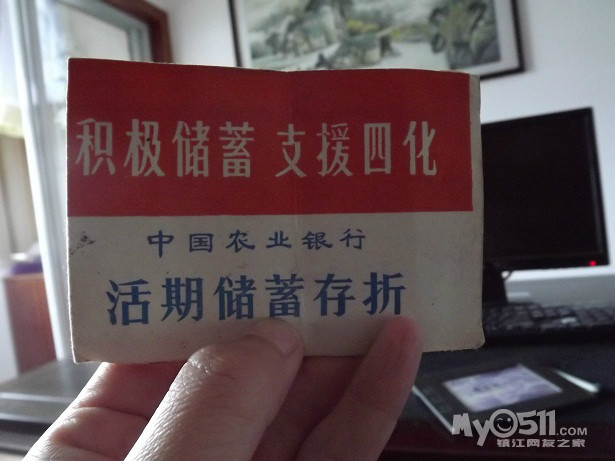 积极储蓄 支援四化
中国农业银行
活期储蓄存折
My0511.COM
镇江网友之家